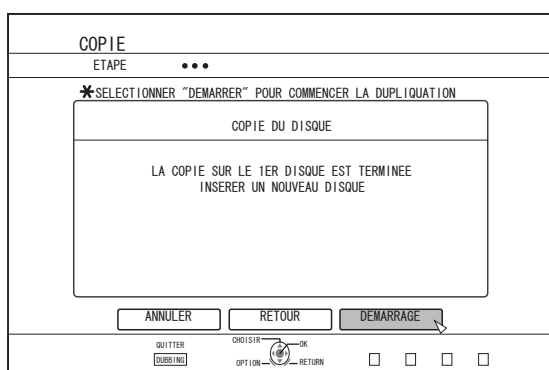 COPIE
ETAPE ●●●
*SELECTIONNER "DEMARRER" POUR COMMENCER LA DUPLIQUATION
COPIE DU DISQUE
LA COPIE SUR LE 1ER DISQUE EST TERMINEE
INSERER UN NOUVEAU DISQUE
ANNULER RETOUR DEMARRAGE
QUITTER CHOISIR OK
DUBBING OPTION RETURN